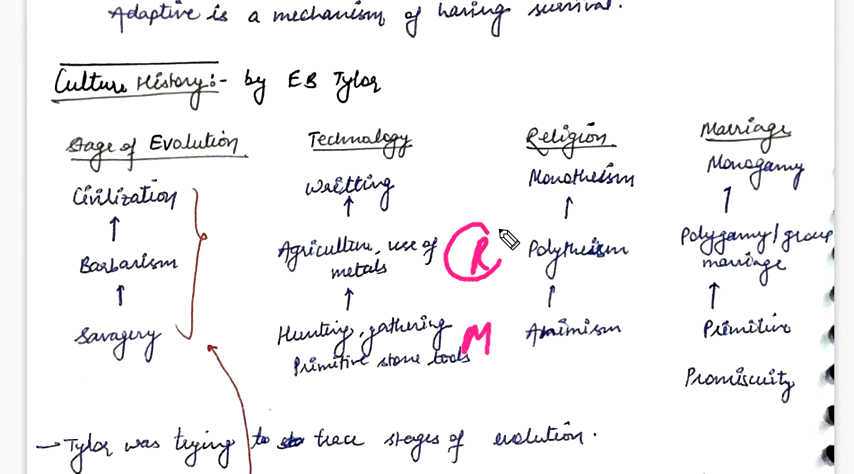 Adaptive is a mechanism of having survival.
Culture History:- by EB Tylor
Stage of Evolution Technology Religion Marriage
Civilization Writting Monotheism Monogamy
Barbarism Agriculture, use of metals R Polytheism Polygamy/group marriage
Savagery Hunting, gathering M Animism Primitive
Primitive stone tools
Promiscuity
→ Tylor was trying to trace stages of evolution.